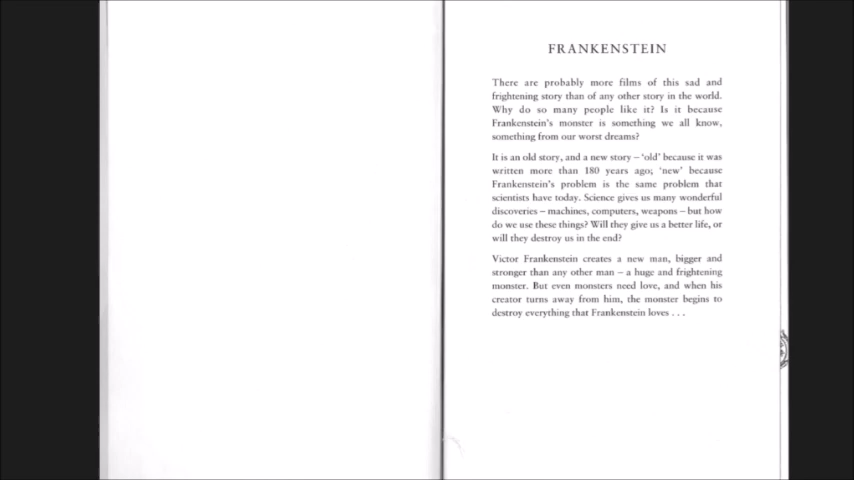 FRANKENSTEIN
There are probably more films of this sad and
frightening story than of any other story in the world.
Why do so many people like it? Is it because
Frankenstein's monster is something we all know,
something from our worst dreams?
It is an old story, and a new story – 'old' because it was
written more than 180 years ago; 'new' because
Frankenstein's problem is the same problem that
scientists have today. Science gives us many wonderful
discoveries – machines, computers, weapons – but how
do we use these things? Will they give us a better life, or
will they destroy us in the end?
Victor Frankenstein creates a new man, bigger and
stronger than any other man – a huge and frightening
monster. But even monsters need love, and when his
creator turns away from him, the monster begins to
destroy everything that Frankenstein loves . . .